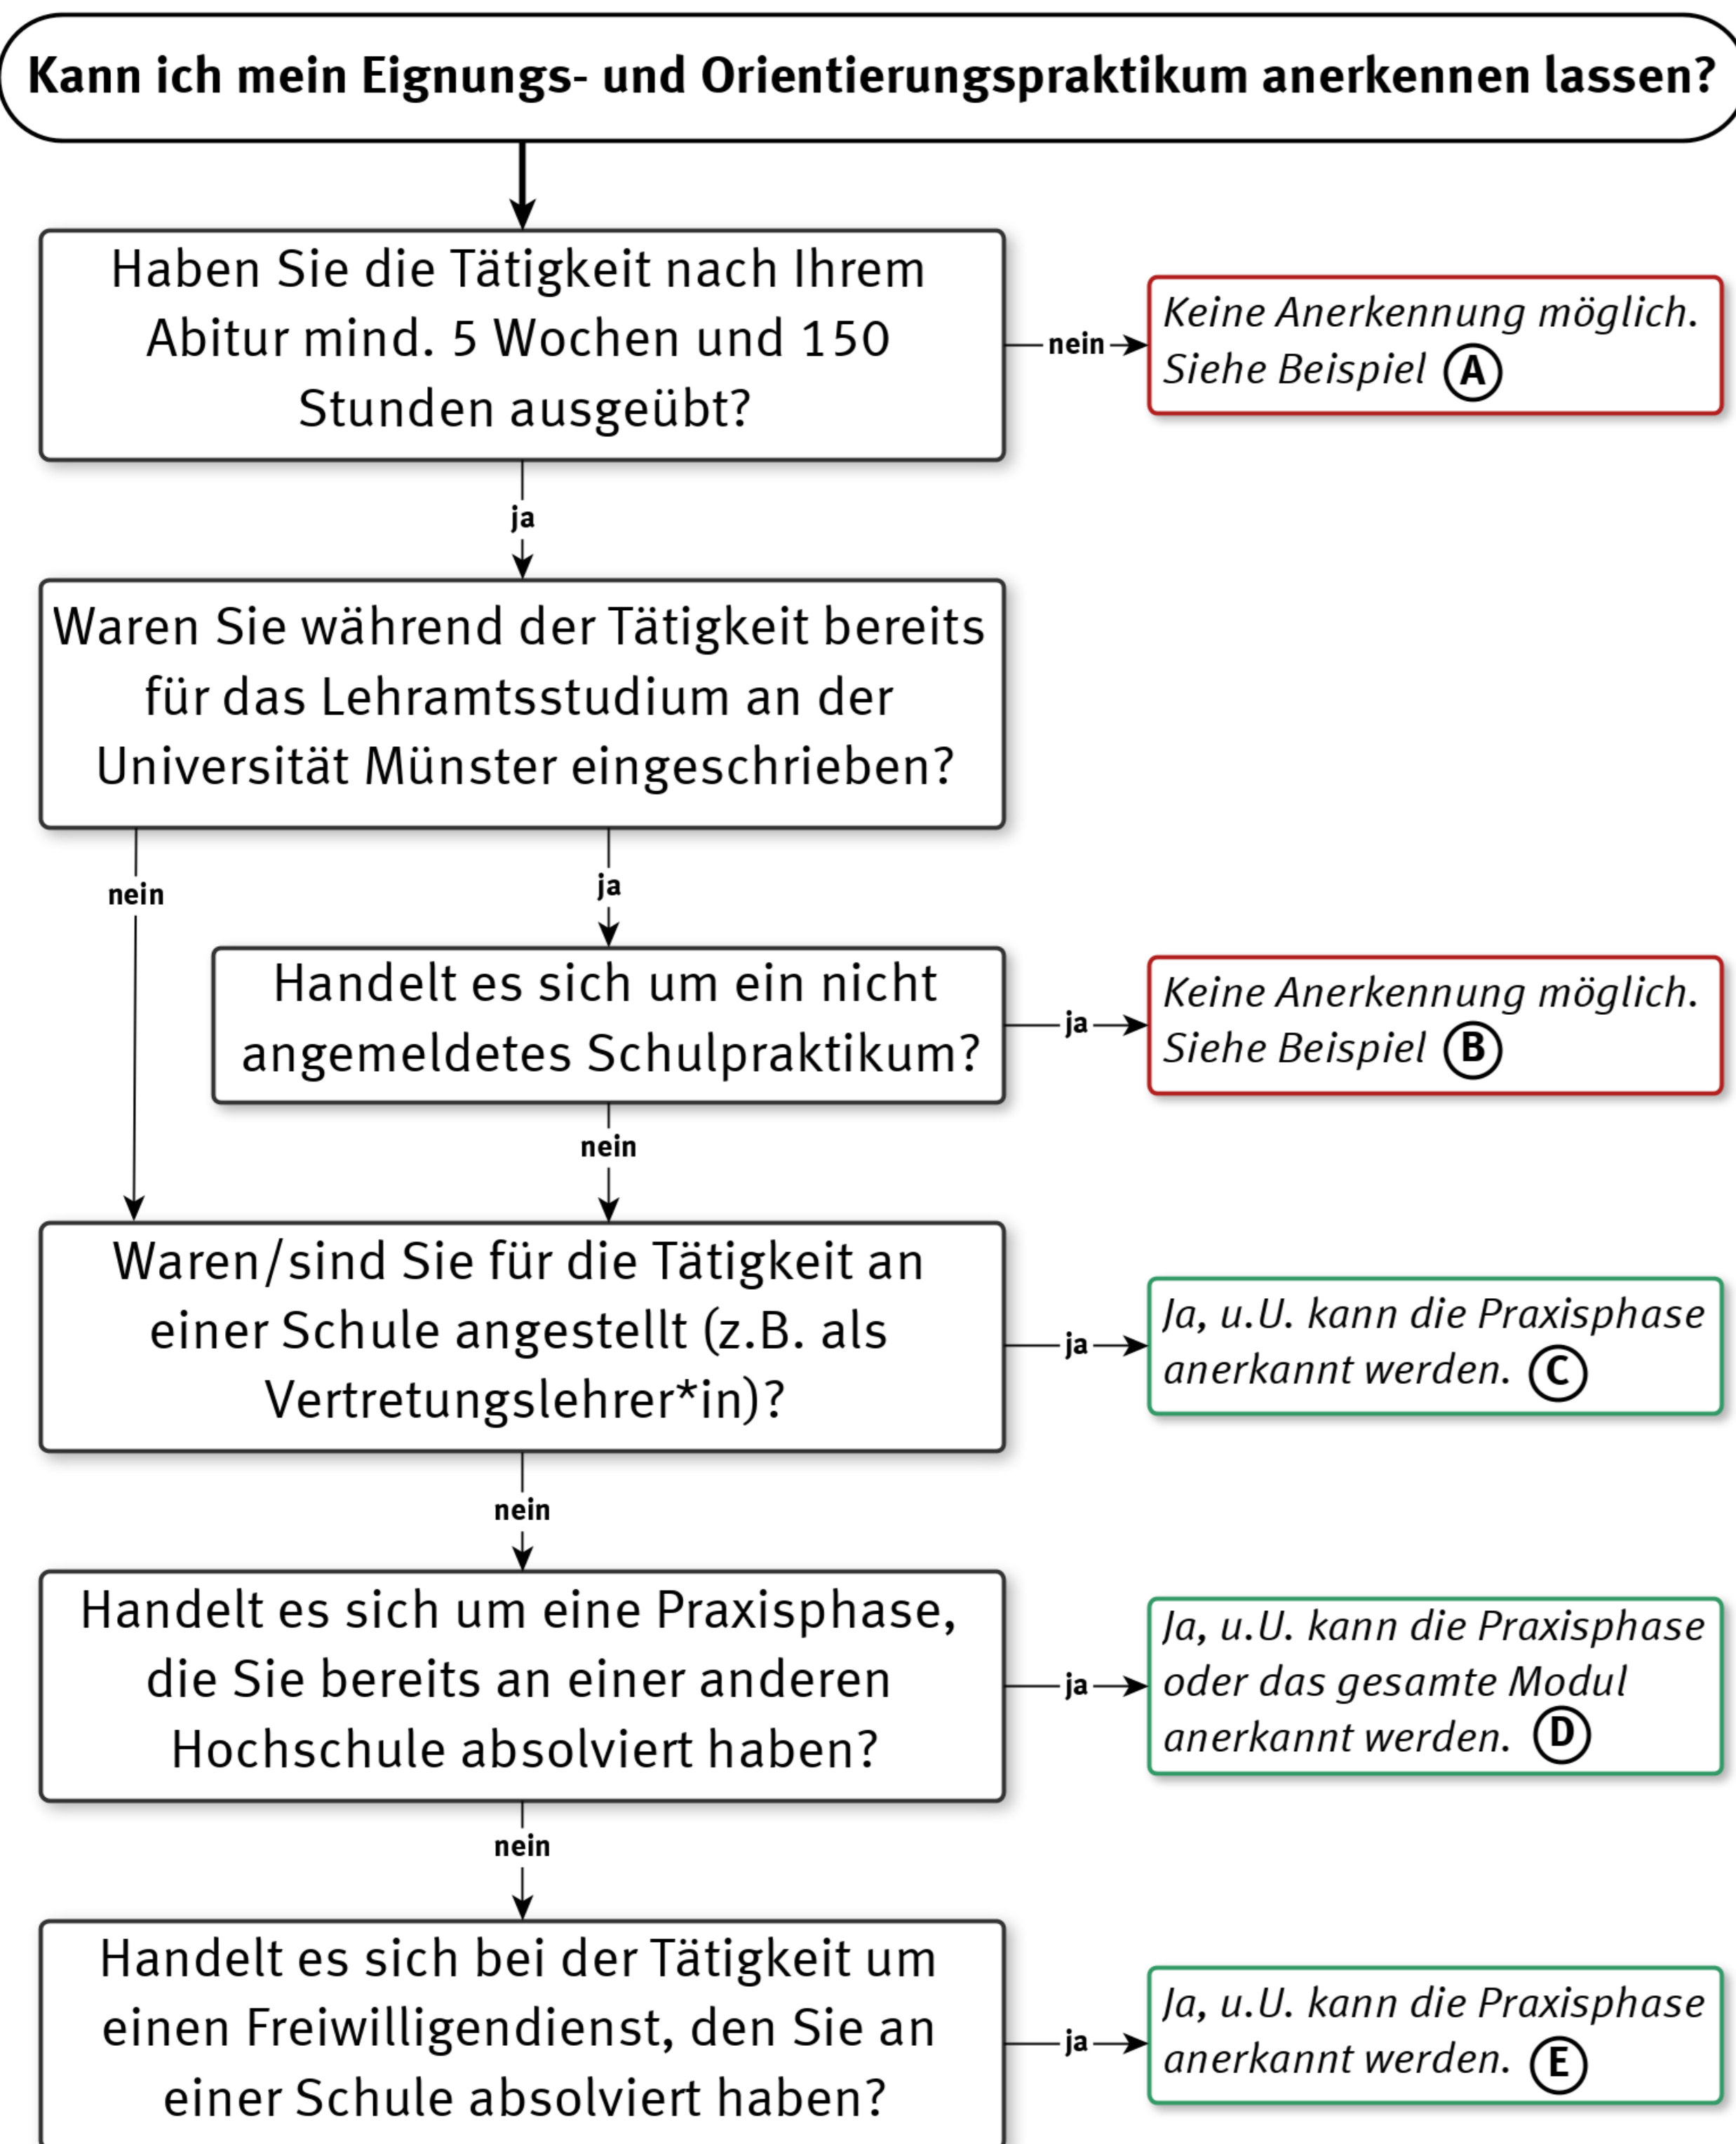 Kann ich mein Eignungs- und Orientierungspraktikum anerkennen lassen?
Haben Sie die Tätigkeit nach Ihrem
Abitur mind. 5 Wochen und 150
Stunden ausgeübt?
nein
Keine Anerkennung möglich.
Siehe Beispiel A
ja
Waren Sie während der Tätigkeit bereits
für das Lehramtsstudium an der
Universität Münster eingeschrieben?
nein
ja
Handelt es sich um ein nicht
angemeldetes Schulpraktikum?
ja
Keine Anerkennung möglich.
Siehe Beispiel B
nein
Waren/sind Sie für die Tätigkeit an
einer Schule angestellt (z.B. als
Vertretungslehrer*in)?
ja
Ja, u.U. kann die Praxisphase
anerkannt werden. C
nein
Handelt es sich um eine Praxisphase,
die Sie bereits an einer anderen
Hochschule absolviert haben?
ja
Ja, u.U. kann die Praxisphase
oder das gesamte Modul
anerkannt werden. D
nein
Handelt es sich bei der Tätigkeit um
einen Freiwilligendienst, den Sie an
einer Schule absolviert haben?
ja
Ja, u.U. kann die Praxisphase
anerkannt werden. E